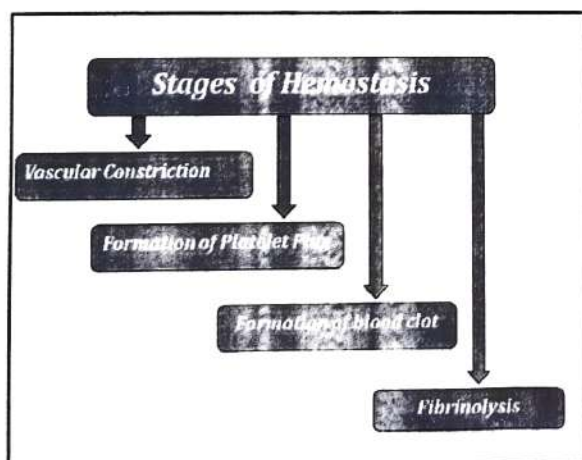 Stages of Hemostasis
Vascular Constriction
Formation of Platelet Plug
Formation of blood clot
Fibrinolysis